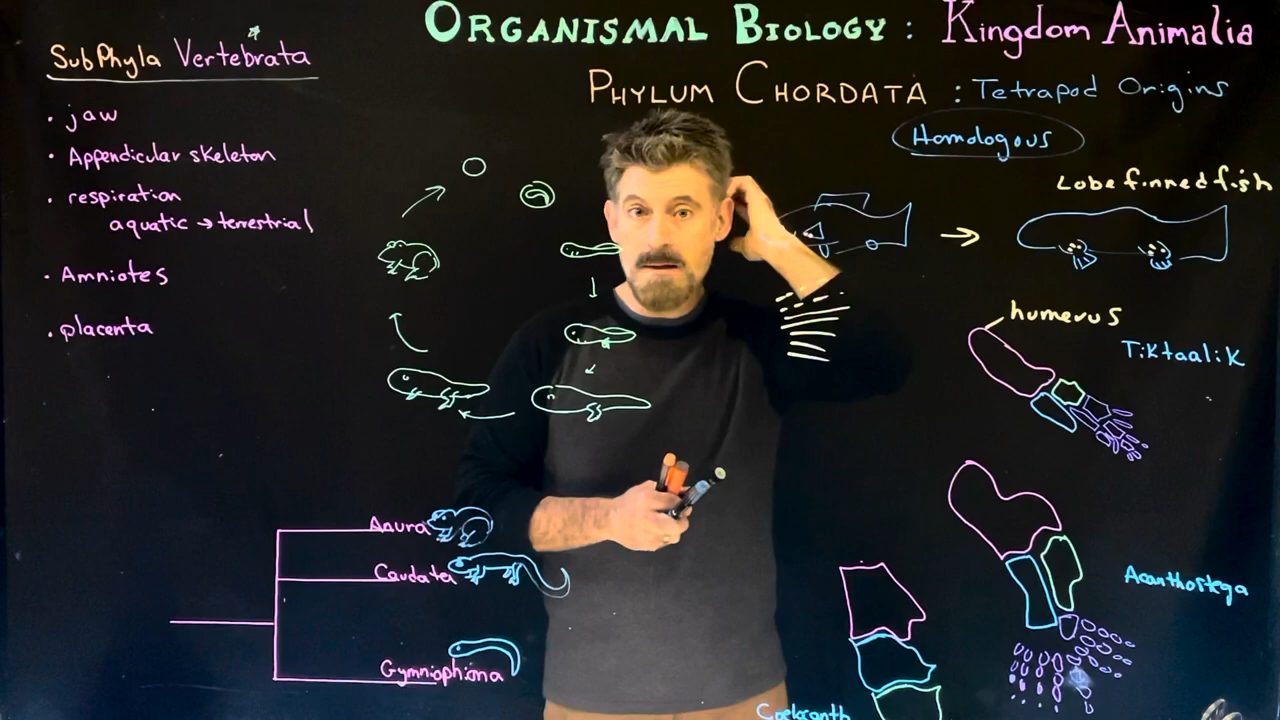 ORGANISMAL BIOLOGY : Kingdom Animalia
PHYLUM CHORDATA : Tetrapod Origins
Homologous
SubPhyla Vertebrata
• jaw
• Appendicular skeleton
• respiration
aquatic → terrestrial
• Amniotes
• placenta
Lobe finned fish
humerus
Tiktaalik
Acanthostega
Coelacanth
Anura
Caudata
Gymniophiona